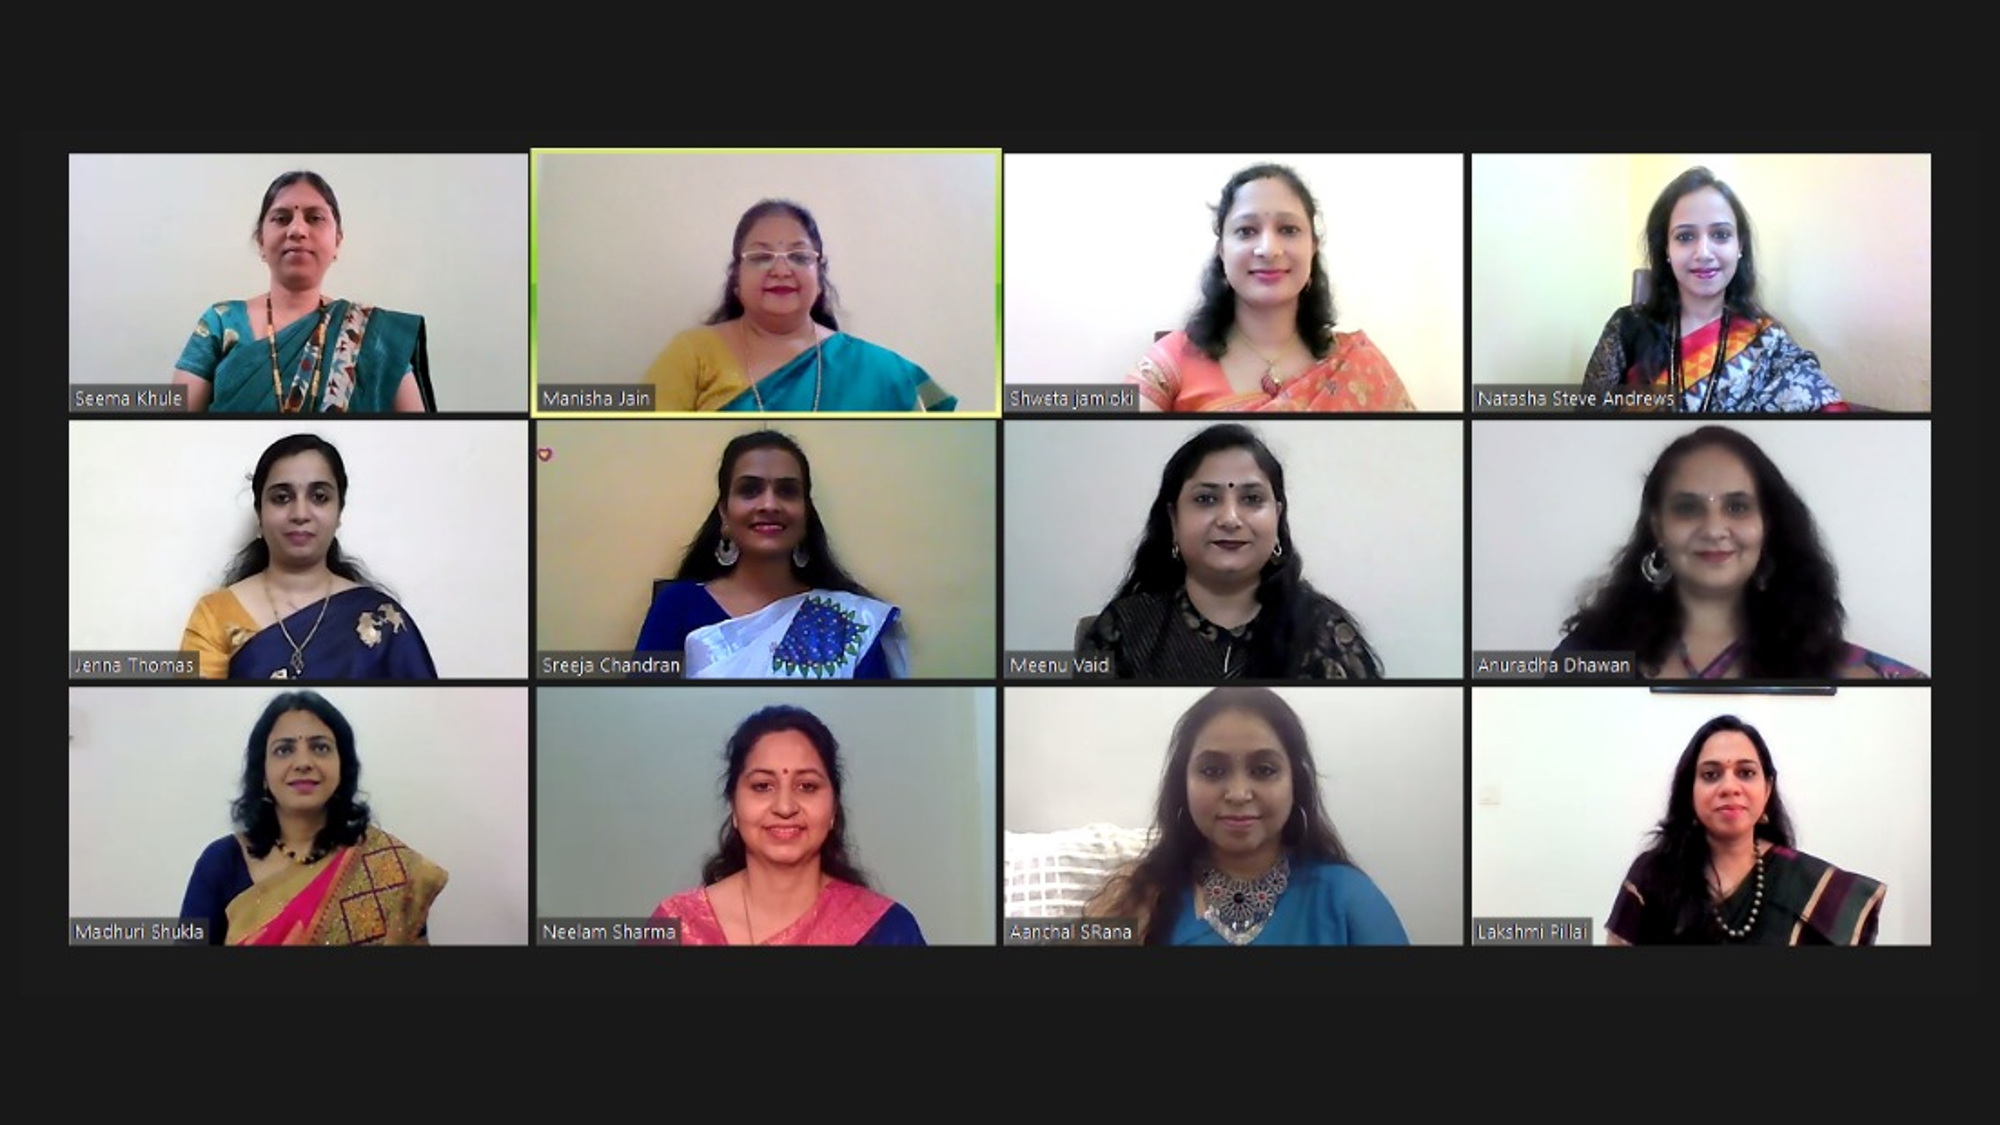 Seema Khule
Manisha Jain
Shweta jamloki
Natasha Steve Andrews
Jenna Thomas
Sreeja Chandran
Meenu Vaid
Anuradha Dhawan
Madhuri Shukla
Neelam Sharma
Aanchal SRana
Lakshmi Pillai